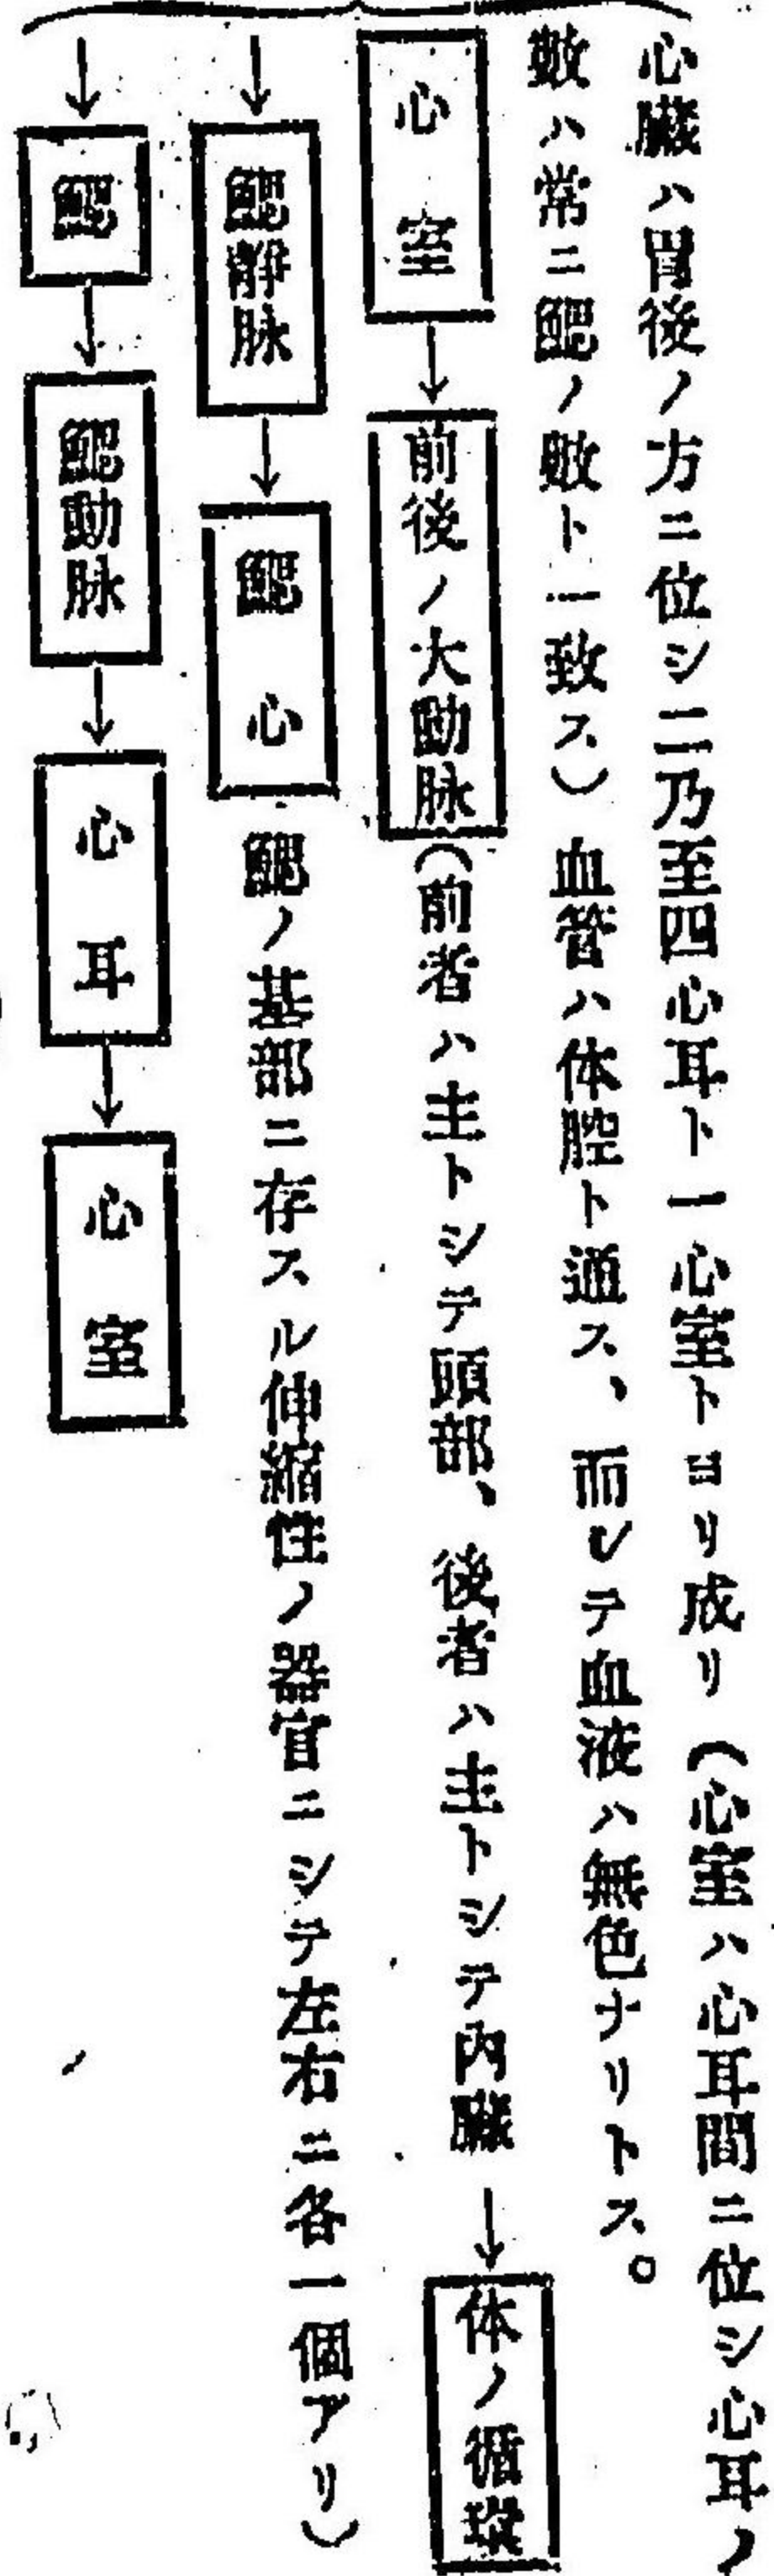 心臓ハ胃後ノ方ニ位シ二乃至四心耳ト一心室トヨリ成リ(心室ハ心耳間ニ位シ心耳ノ
數ハ常ニ鰓ノ數ト一致ス)血管ハ体腔ト通ス、而シテ血液ハ無色ナリトス。
心室→前後ノ大動脉(前者ハ主トシテ頭部、後者ハ主トシテ內臓→体ノ循環
→鰓靜脉→鰓心 鰓ノ基部ニ存スル伸縮性ノ器官ニシテ左右ニ各一個アリ)
→鰓→鰓動脉→心耳→心室